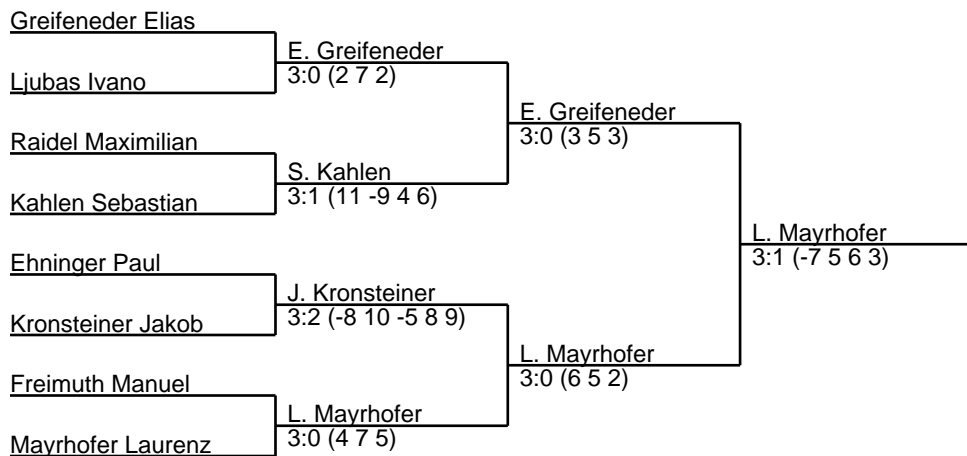 Greifeneder Elias
E. Greifeneder
3:0 (2 7 2)
Ljubas Ivano
E. Greifeneder
3:0 (3 5 3)
Raidel Maximilian
S. Kahlen
3:1 (11 -9 4 6)
Kahlen Sebastian
L. Mayrhofer
3:1 (-7 5 6 3)
Ehninger Paul
J. Kronsteiner
3:2 (-8 10 -5 8 9)
Kronsteiner Jakob
L. Mayrhofer
3:0 (6 5 2)
Freimuth Manuel
L. Mayrhofer
3:0 (4 7 5)
Mayrhofer Laurenz